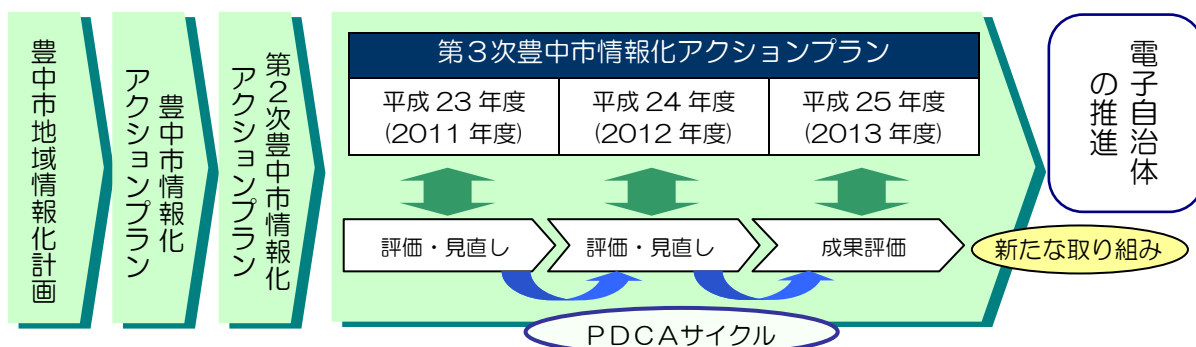 豊中市地域情報化計画
豊中市情報化
アクションプラン
第2次豊中市情報化
アクションプラン
第3次豊中市情報化アクションプラン
平成 23 年度
(2011 年度)
平成 24 年度
(2012 年度)
平成 25 年度
(2013 年度)
評価・見直し
評価・見直し
成果評価
PDCAサイクル
電子自治体
の推進
新たな取り組み